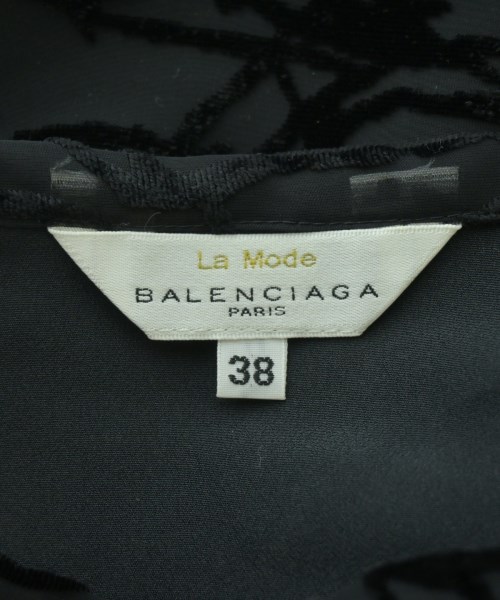 La Mode
BALENCIAGA
PARIS
38